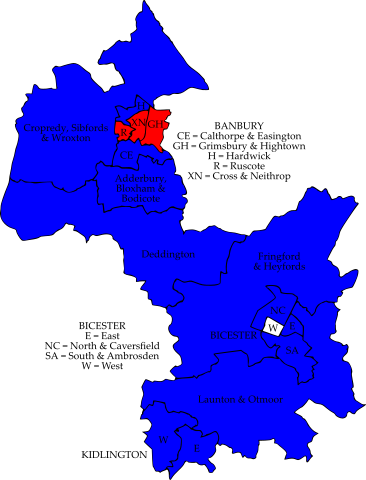 H
XN
GH
R
Cropredy, Sibfords
& Wroxton
CE
Adderbury,
Bloxham &
Bodicote
BANBURY
CE = Calthorpe & Easington
GH = Grimsbury & Hightown
H = Hardwick
R = Ruscote
XN = Cross & Neithrop
Deddington
Fringford
& Heyfords
NC
E
W
BICESTER
SA
BICESTER
E = East
NC = North & Caversfield
SA = South & Ambrosden
W = West
Launton & Otmoor
W
E
KIDLINGTON